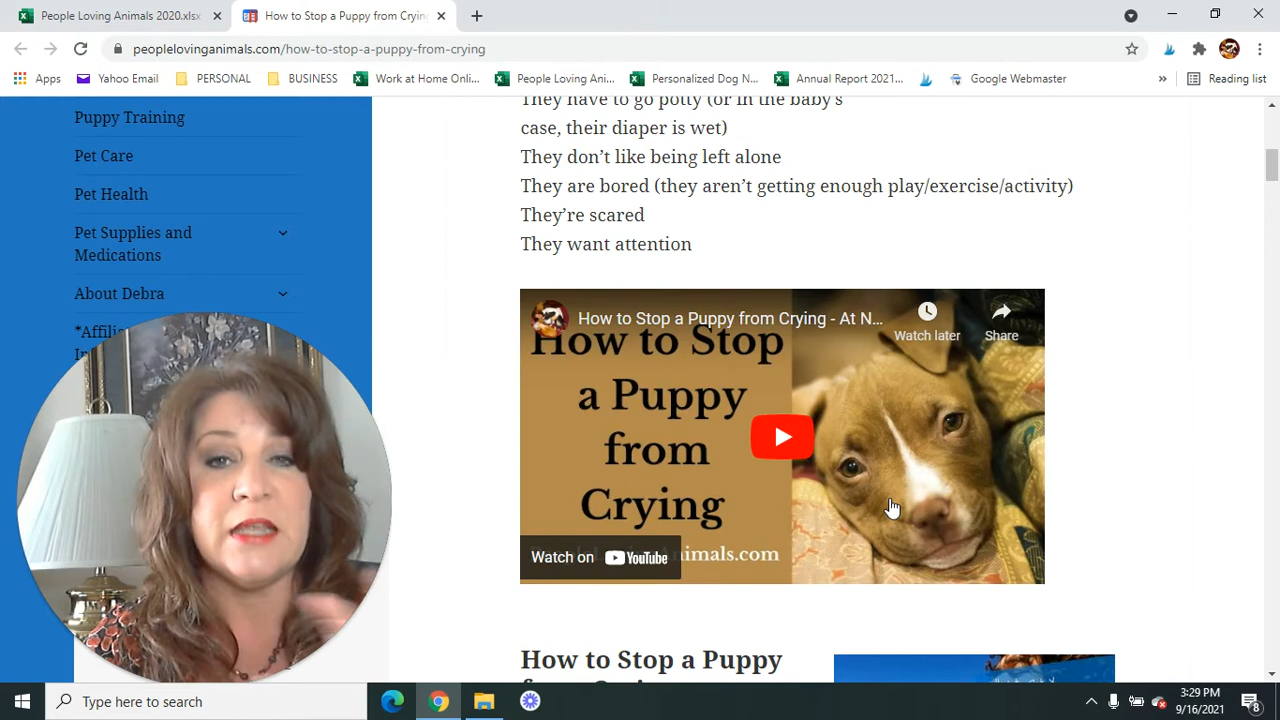 People Loving Animals 2020.xlsx
How to Stop a Puppy from Crying
peoplelovinganimals.com/how-to-stop-a-puppy-from-crying
Apps
Yahoo Email
PERSONAL
BUSINESS
Work at Home Onli...
People Loving Ani...
Personalized Dog N...
Annual Report 2021...
Google Webmaster
»
Reading list
Puppy Training
Pet Care
Pet Health
Pet Supplies and
Medications
About Debra
They have to go potty (or in the baby's
case, their diaper is wet)
They don't like being left alone
They are bored (they aren't getting enough play/exercise/activity)
They're scared
They want attention
How to Stop a Puppy from Crying - At N...
Watch later
Share
How to Stop
a Puppy
from
Crying
Watch on YouTube
nimals.com
How to Stop a Puppy
Type here to search
3:29 PM
9/16/2021
8